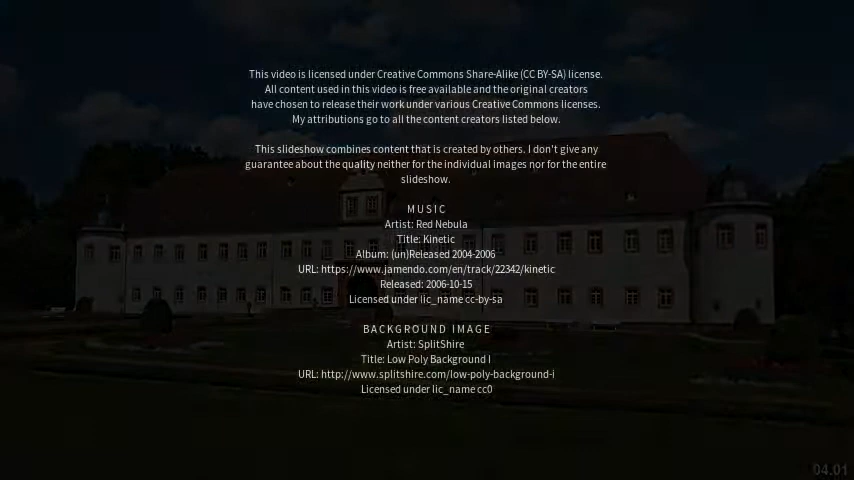 This video is licensed under Creative Commons Share-Alike (CC BY-SA) license.
All content used in this video is free available and the original creators
have chosen to release their work under various Creative Commons licenses.
My attributions go to all the content creators listed below.
This slideshow combines content that is created by others. I don't give any
guarantee about the quality neither for the individual images nor for the entire
slideshow.
MUSIC
Artist: Red Nebula
Title: Kinetic
Album: (un)Released 2004-2006
URL: https://www.jamendo.com/en/track/22342/kinetic
Released: 2006-10-15
Licensed under lic_name cc-by-sa
BACKGROUND IMAGE
Artist: SplitShire
Title: Low Poly Background I
URL: http://www.splitshire.com/low-poly-background-i
Licensed under lic_name cc0
04.01